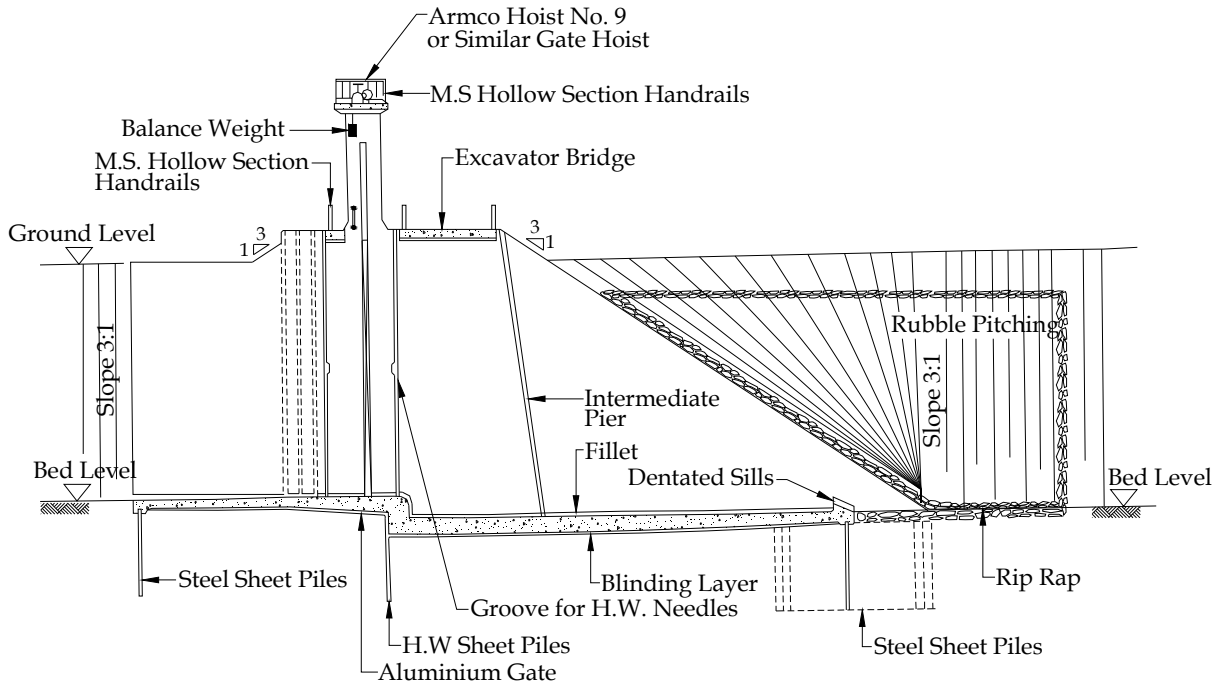 Armco Hoist No. 9
or Similar Gate Hoist
M.S Hollow Section Handrails
Balance Weight
M.S. Hollow Section
Handrails
Excavator Bridge
3
1
3
1
Ground Level
Rubble Pitching
Slope 3:1
Slope 3:1
Intermediate
Pier
Fillet
Bed Level
Dentated Sills
Bed Level
Steel Sheet Piles
Blinding Layer
Rip Rap
Groove for H.W. Needles
H.W Sheet Piles
Steel Sheet Piles
Aluminium Gate